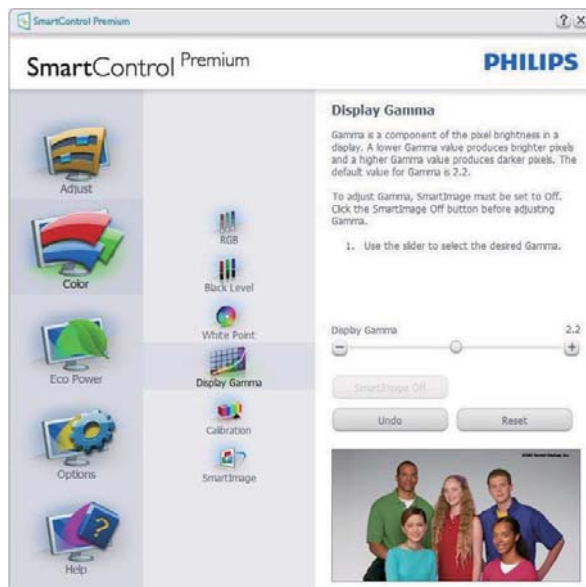 SmartControl Premium
SmartControl Premium
PHILIPS
Adjust
Color
Eco Power
Options
Help
RGB
Black Level
White Point
Display Gamma
Calibration
SmartImage
Display Gamma
Gamma is a component of the pixel brightness in a
display. A lower Gamma value produces brighter pixels
and a higher Gamma value produces darker pixels. The
default value for Gamma is 2.2.
To adjust Gamma, SmartImage must be set to Off.
Click the SmartImage Off button before adjusting
Gamma.
1. Use the slider to select the desired Gamma.
Display Gamma 2.2
SmartImage Off
Undo Reset